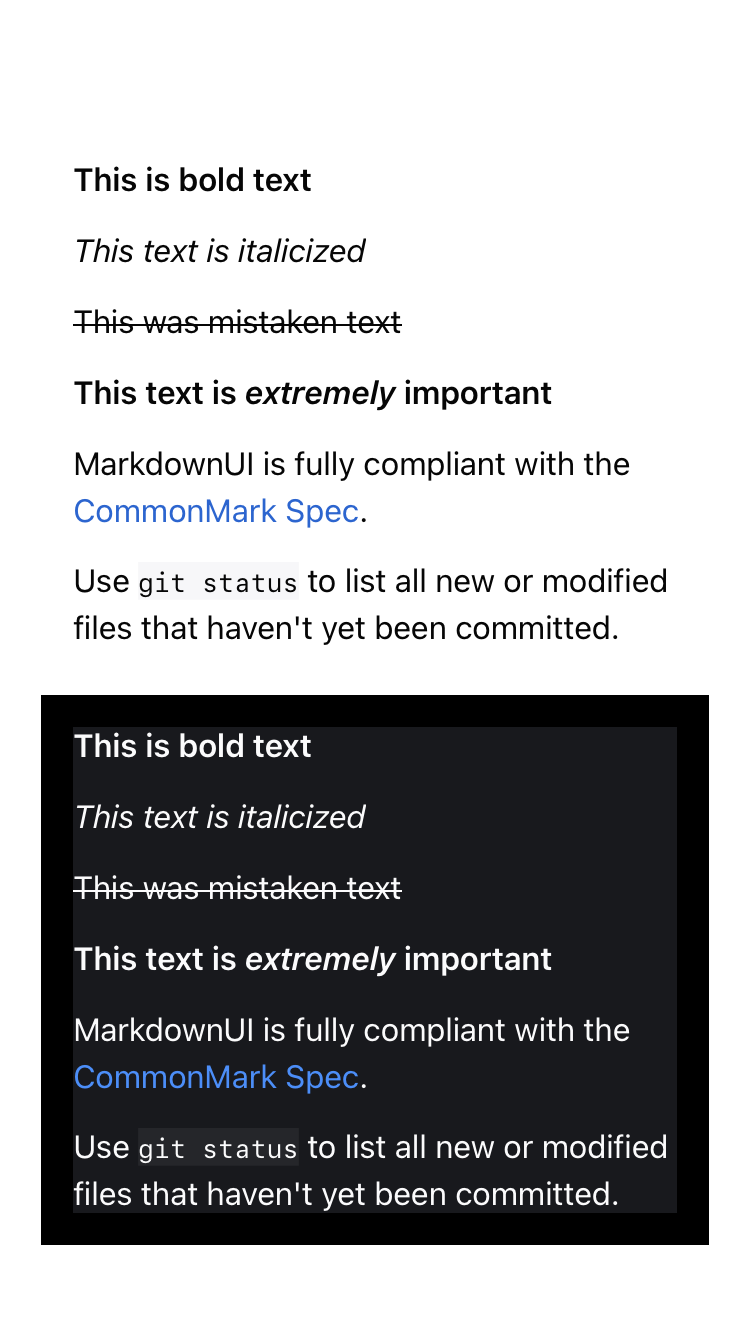 This is bold text
This text is italicized
This was mistaken text
This text is extremely important
MarkdownUI is fully compliant with the
CommonMark Spec.
Use git status to list all new or modified
files that haven't yet been committed.
This is bold text
This text is italicized
This was mistaken text
This text is extremely important
MarkdownUI is fully compliant with the
CommonMark Spec.
Use git status to list all new or modified
files that haven't yet been committed.